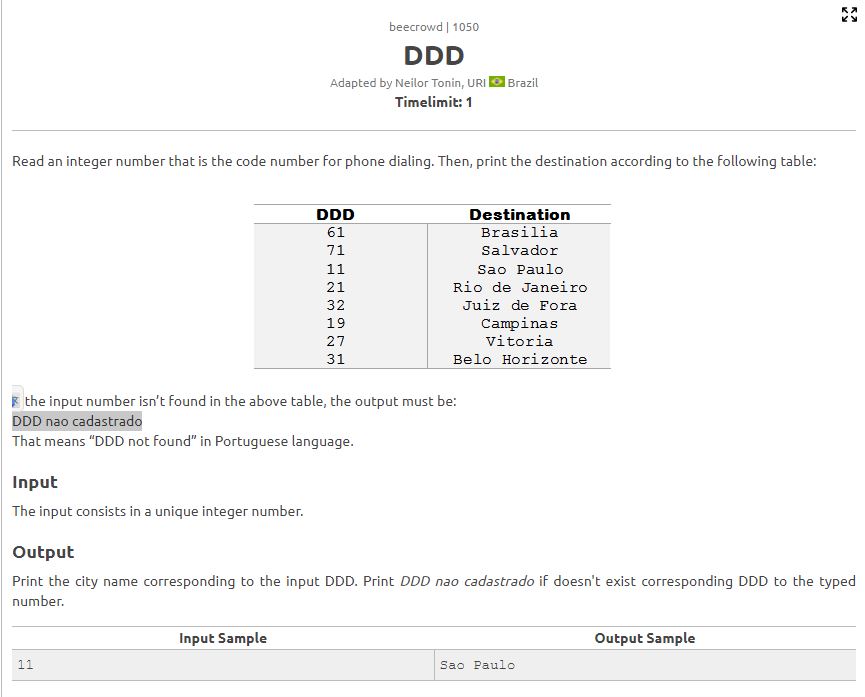 beecrowd | 1050
DDD
Adapted by Neilor Tonin, URI Brazil
Timelimit: 1
Read an integer number that is the code number for phone dialing. Then, print the destination according to the following table:
DDD Destination
61 Brasilia
71 Salvador
11 Sao Paulo
21 Rio de Janeiro
32 Juiz de Fora
19 Campinas
27 Vitoria
31 Belo Horizonte
the input number isn’t found in the above table, the output must be:
DDD nao cadastrado
That means “DDD not found” in Portuguese language.
Input
The input consists in a unique integer number.
Output
Print the city name corresponding to the input DDD. Print DDD nao cadastrado if doesn't exist corresponding DDD to the typed
number.
Input Sample Output Sample
11 Sao Paulo